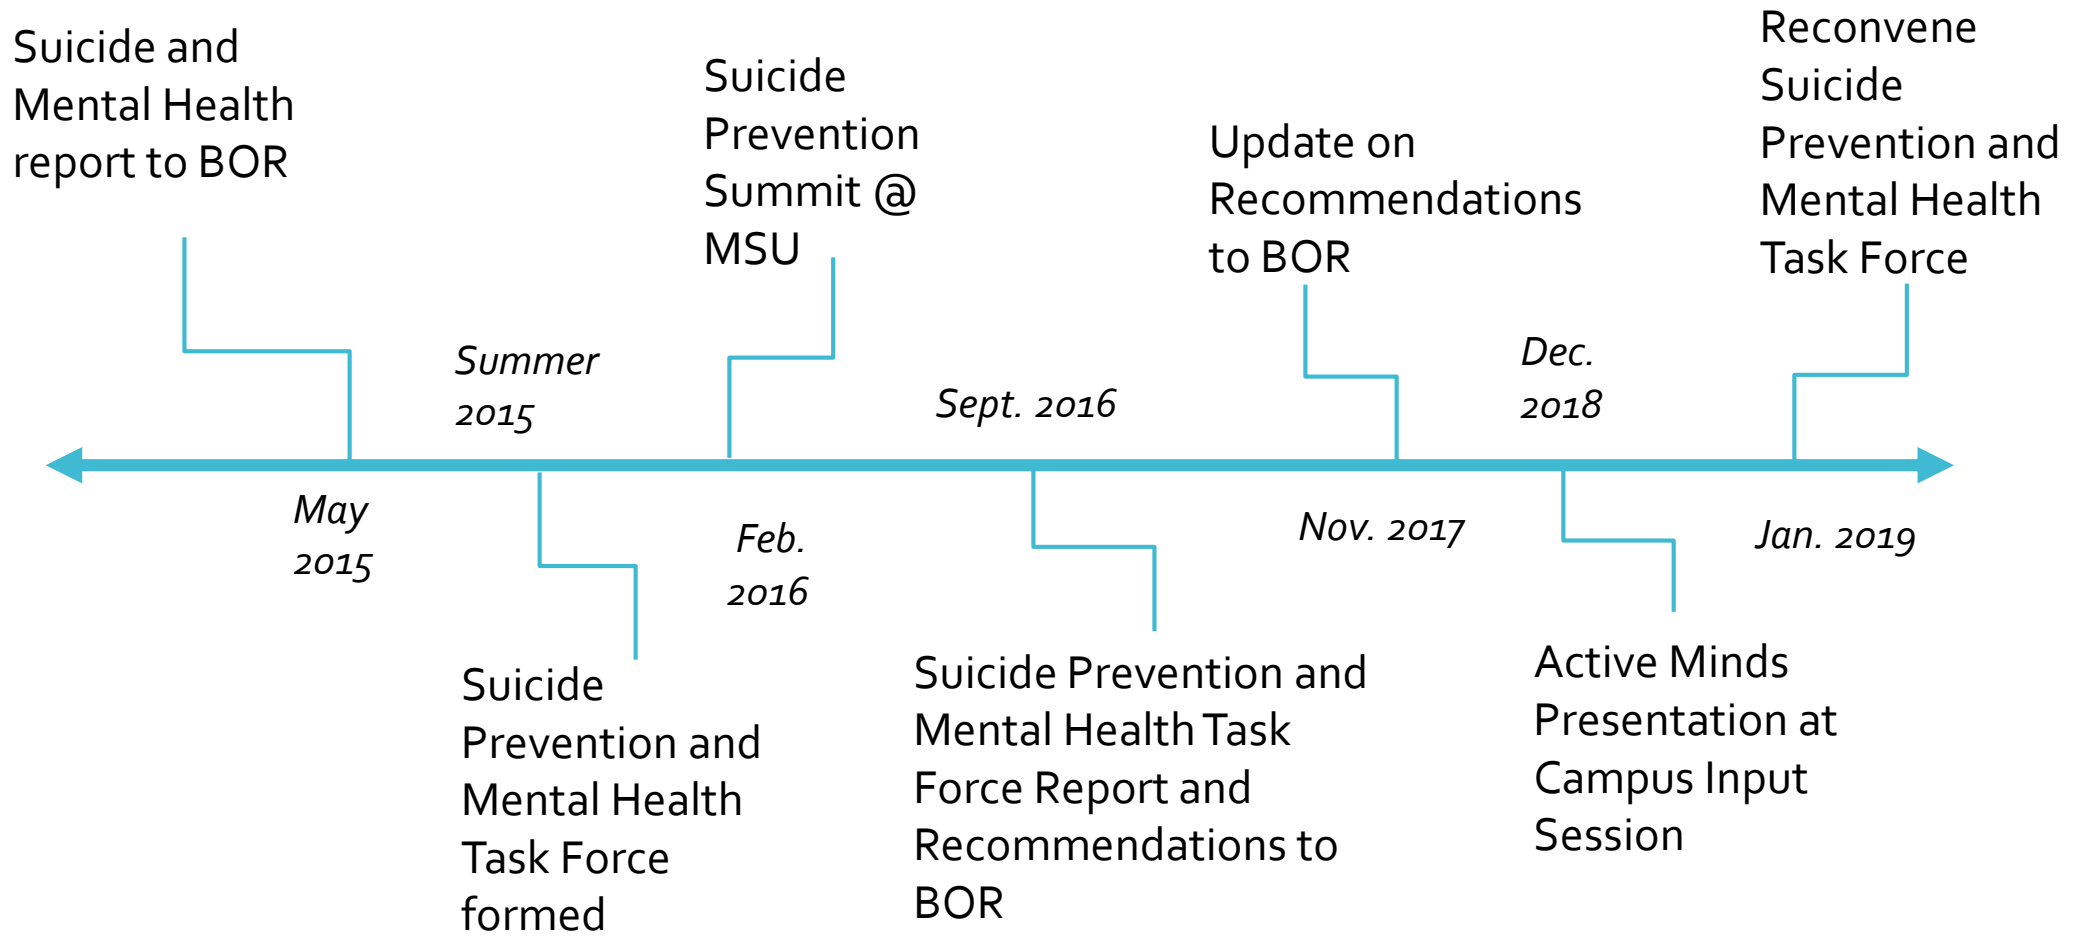 Suicide and
Mental Health
report to BOR
May
2015
Summer
2015
Suicide
Prevention and
Mental Health
Task Force
formed
Suicide
Prevention
Summit @
MSU
Feb.
2016
Sept. 2016
Suicide Prevention and
Mental Health Task
Force Report and
Recommendations to
BOR
Update on
Recommendations
to BOR
Nov. 2017
Dec.
2018
Active Minds
Presentation at
Campus Input
Session
Reconvene
Suicide
Prevention and
Mental Health
Task Force
Jan. 2019